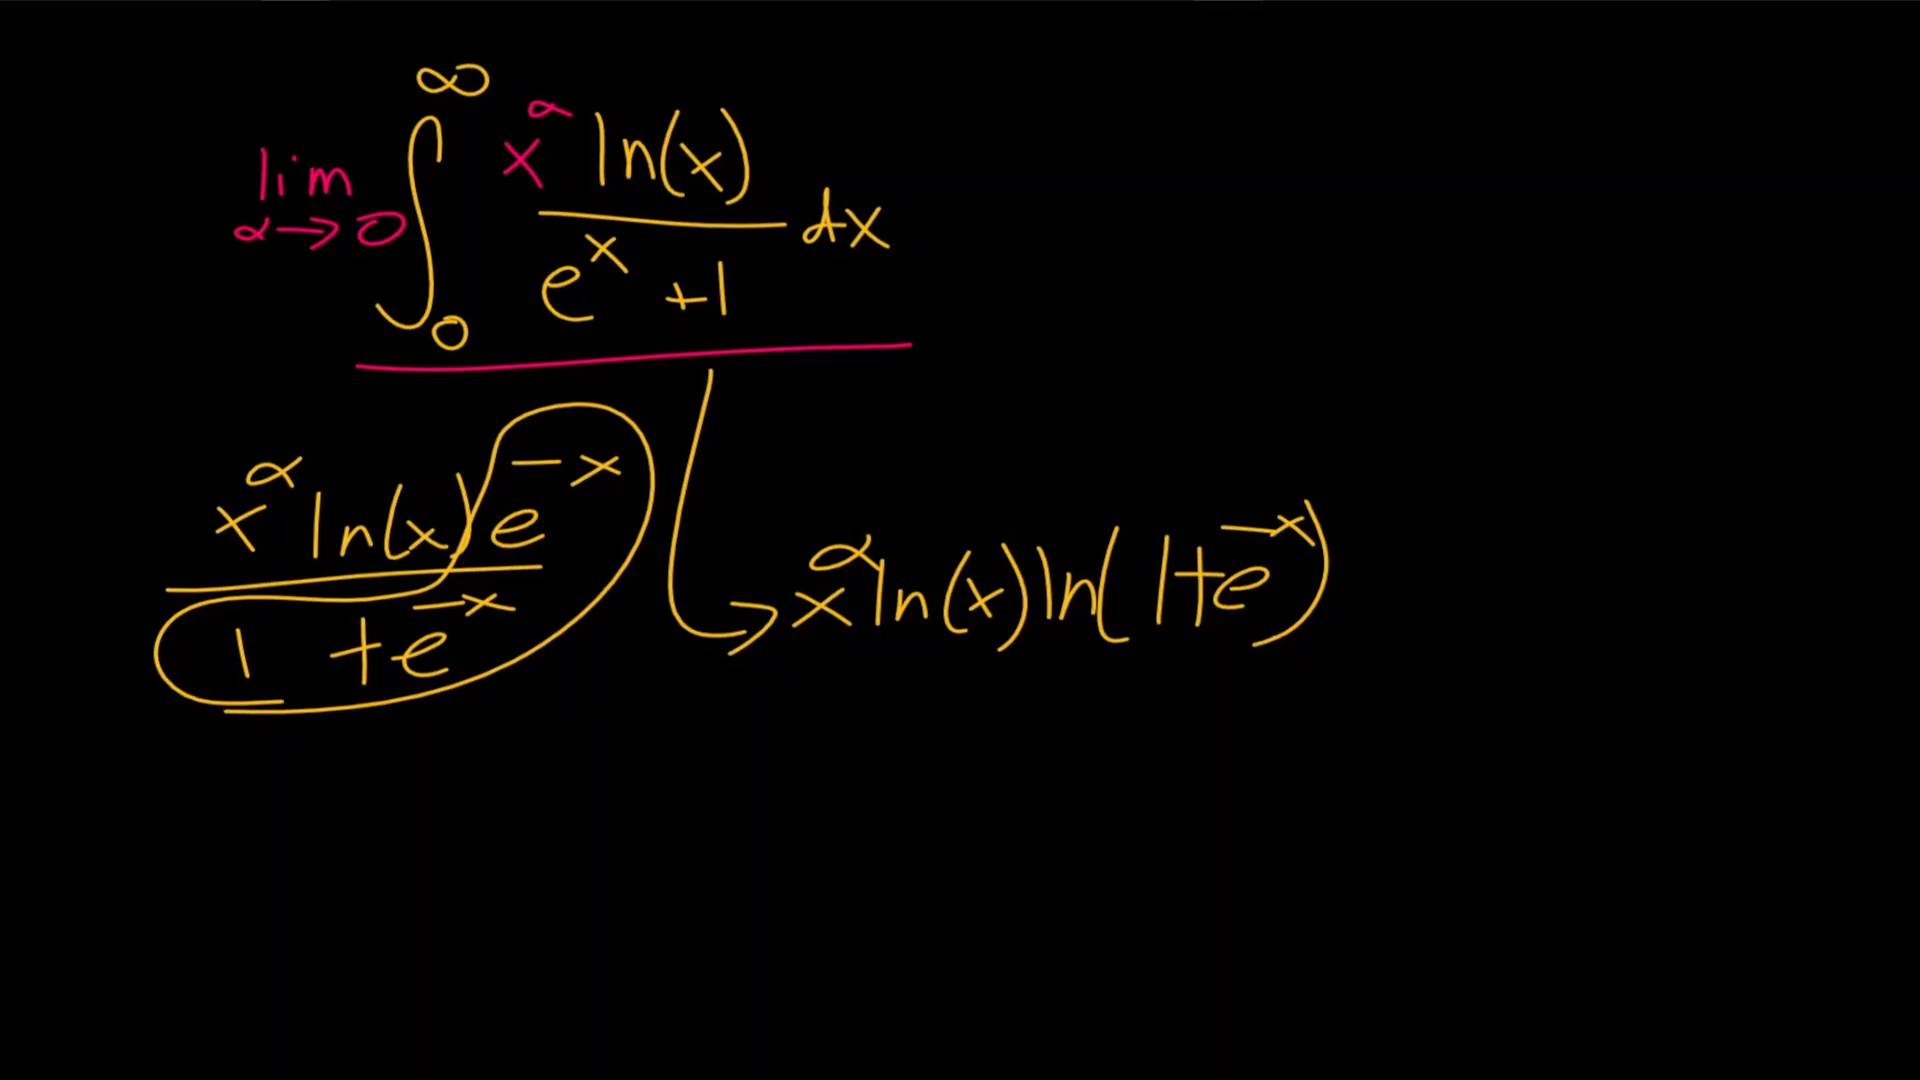 lim α→0 ∫₀^∞ x^α ln(x) / (e^x + 1) dx
x^α ln(x) e^-x / (1 + e^-x)
x^α ln(x) ln(1+e^-x)